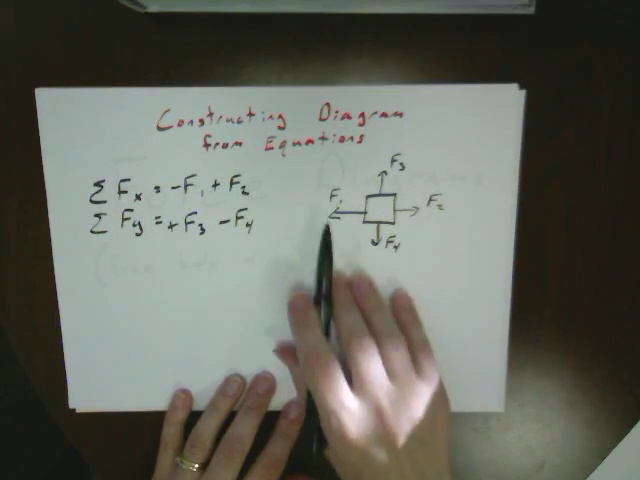 Constructing Diagram
from Equations
Σ Fx = -F1 + F2
Σ Fy = +F3 - F4
F3
F1
F2
F4